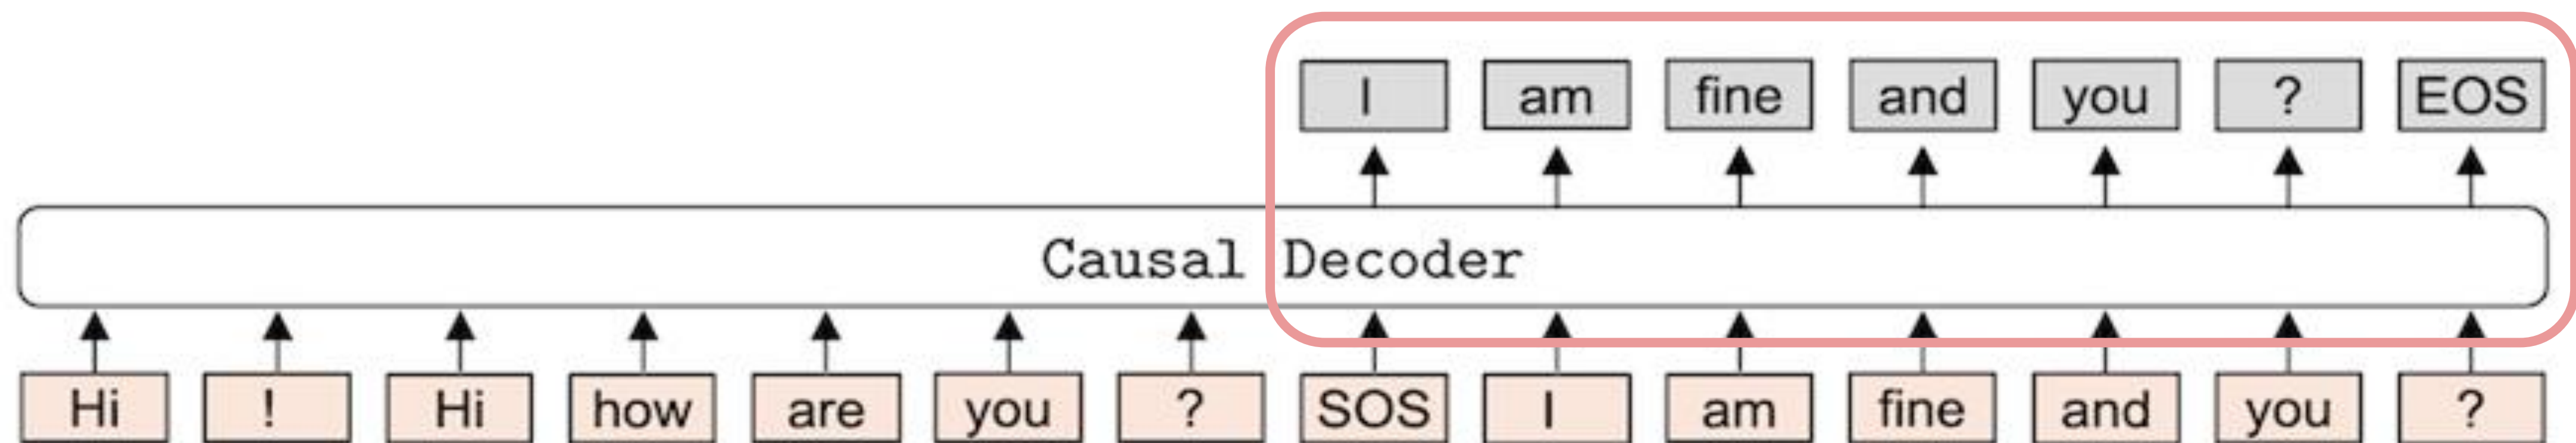 I am fine and you ? EOS
Causal Decoder
Hi ! Hi how are you ? SOS I am fine and you ?